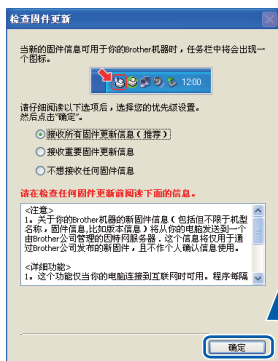 检查固件更新
当新的固件信息可用于你的Brother机器时，任务栏中将会出现一
个图标。
12:00
请仔细阅读以下选项后，选择您的优先级设置。
然后点击"确定"。
接收所有固件更新信息（推荐）
接收重要固件更新信息
不想接收任何固件信息
请在检查任何固件更新前阅读下面的信息。
<注意>
1。关于你的Brother机器的新固件信息（包括但不限于机型
名称，固件信息，比如版本信息）将从你的电脑发送到一个
由Brother公司管理的因特网服务器，这个信息将仅用于通
过Brother公司发布的新固件，且不作个人确认信息使用。
<详细功能>
1。这个功能仅当你的电脑连接到互联网时可用。程序每隔
确定